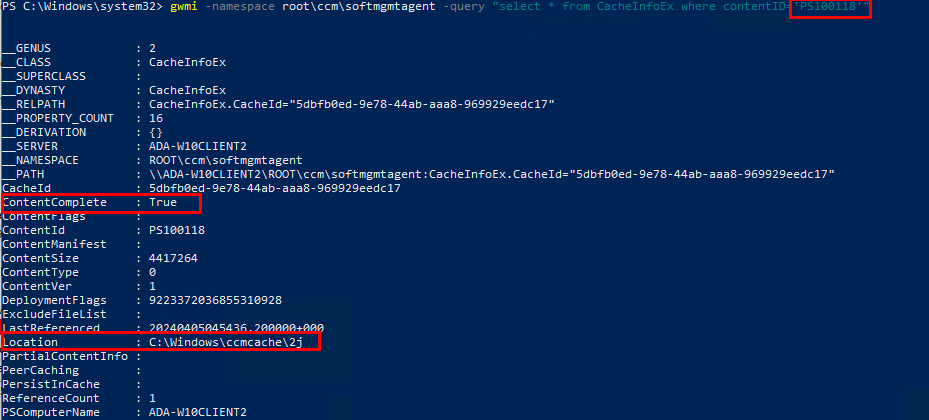 PS C:\Windows\system32> gwmi -namespace root\ccm\softmgmtagent -query "select * from CacheInfoEx where contentID='PS100118'"
__GENUS : 2
__CLASS : CacheInfoEx
__SUPERCLASS :
__DYNASTY : CacheInfoEx
__RELPATH : CacheInfoEx.CacheId="5dbfb0ed-9e78-44ab-aaa8-969929eedc17"
__PROPERTY_COUNT : 16
__DERIVATION : {}
__SERVER : ADA-W10CLIENT2
__NAMESPACE : ROOT\ccm\softmgmtagent
__PATH : \\ADA-W10CLIENT2\ROOT\ccm\softmgmtagent:CacheInfoEx.CacheId="5dbfb0ed-9e78-44ab-aaa8-969929eedc17"
CacheId : 5dbfb0ed-9e78-44ab-aaa8-969929eedc17
ContentComplete : True
ContentFlags :
ContentId : PS100118
ContentManifest :
ContentSize : 4417264
ContentType : 0
ContentVer : 1
DeploymentFlags : 9223372036855310928
ExcludeFileList :
LastReferenced : 20240405045436.200000+000
Location : C:\Windows\ccmcache\2j
PartialContentInfo :
PeerCaching :
PersistInCache :
ReferenceCount : 1
PSComputerName : ADA-W10CLIENT2